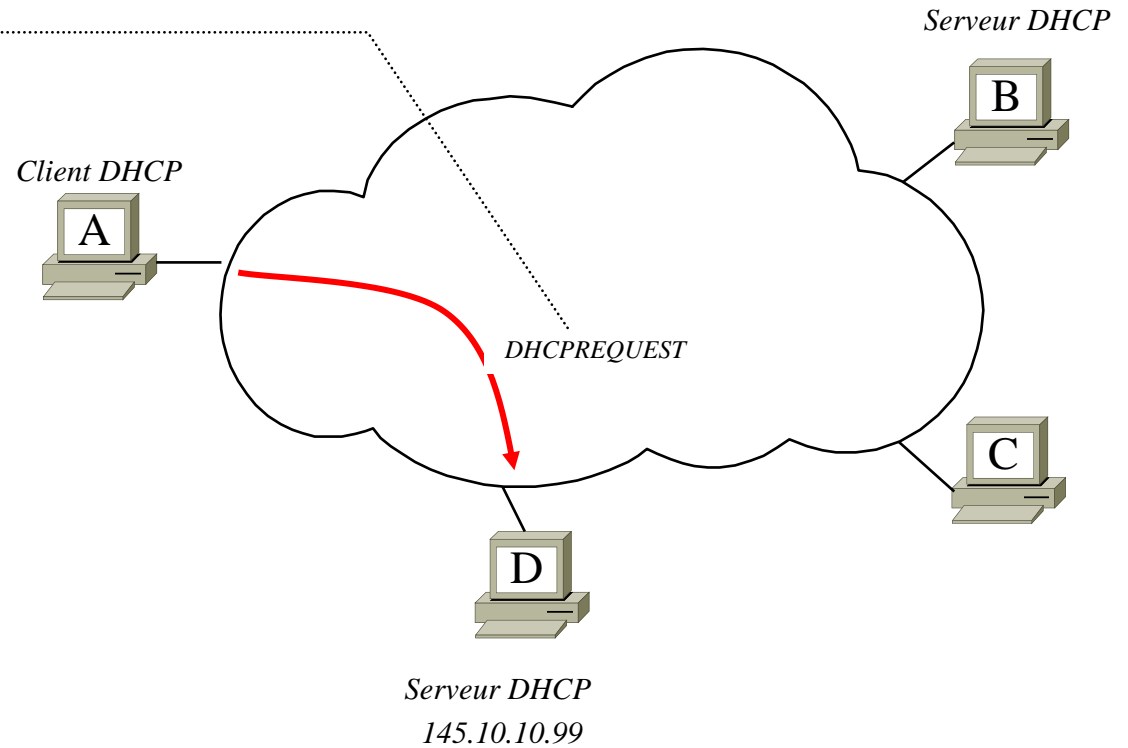 Serveur DHCP
B
Client DHCP
A
DHCPREQUEST
C
D
Serveur DHCP
145.10.10.99